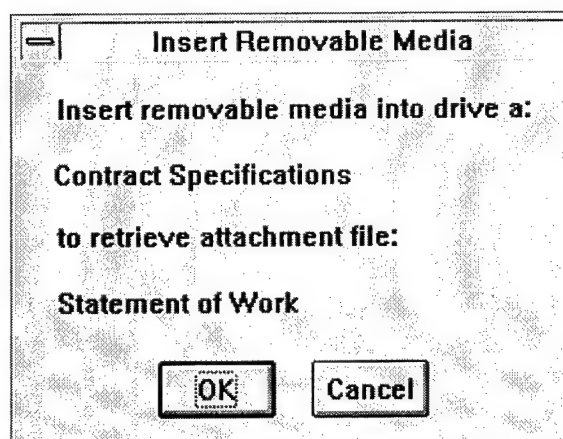 Insert Removable Media
Insert removable media into drive a:
Contract Specifications
to retrieve attachment file:
Statement of Work
OK Cancel